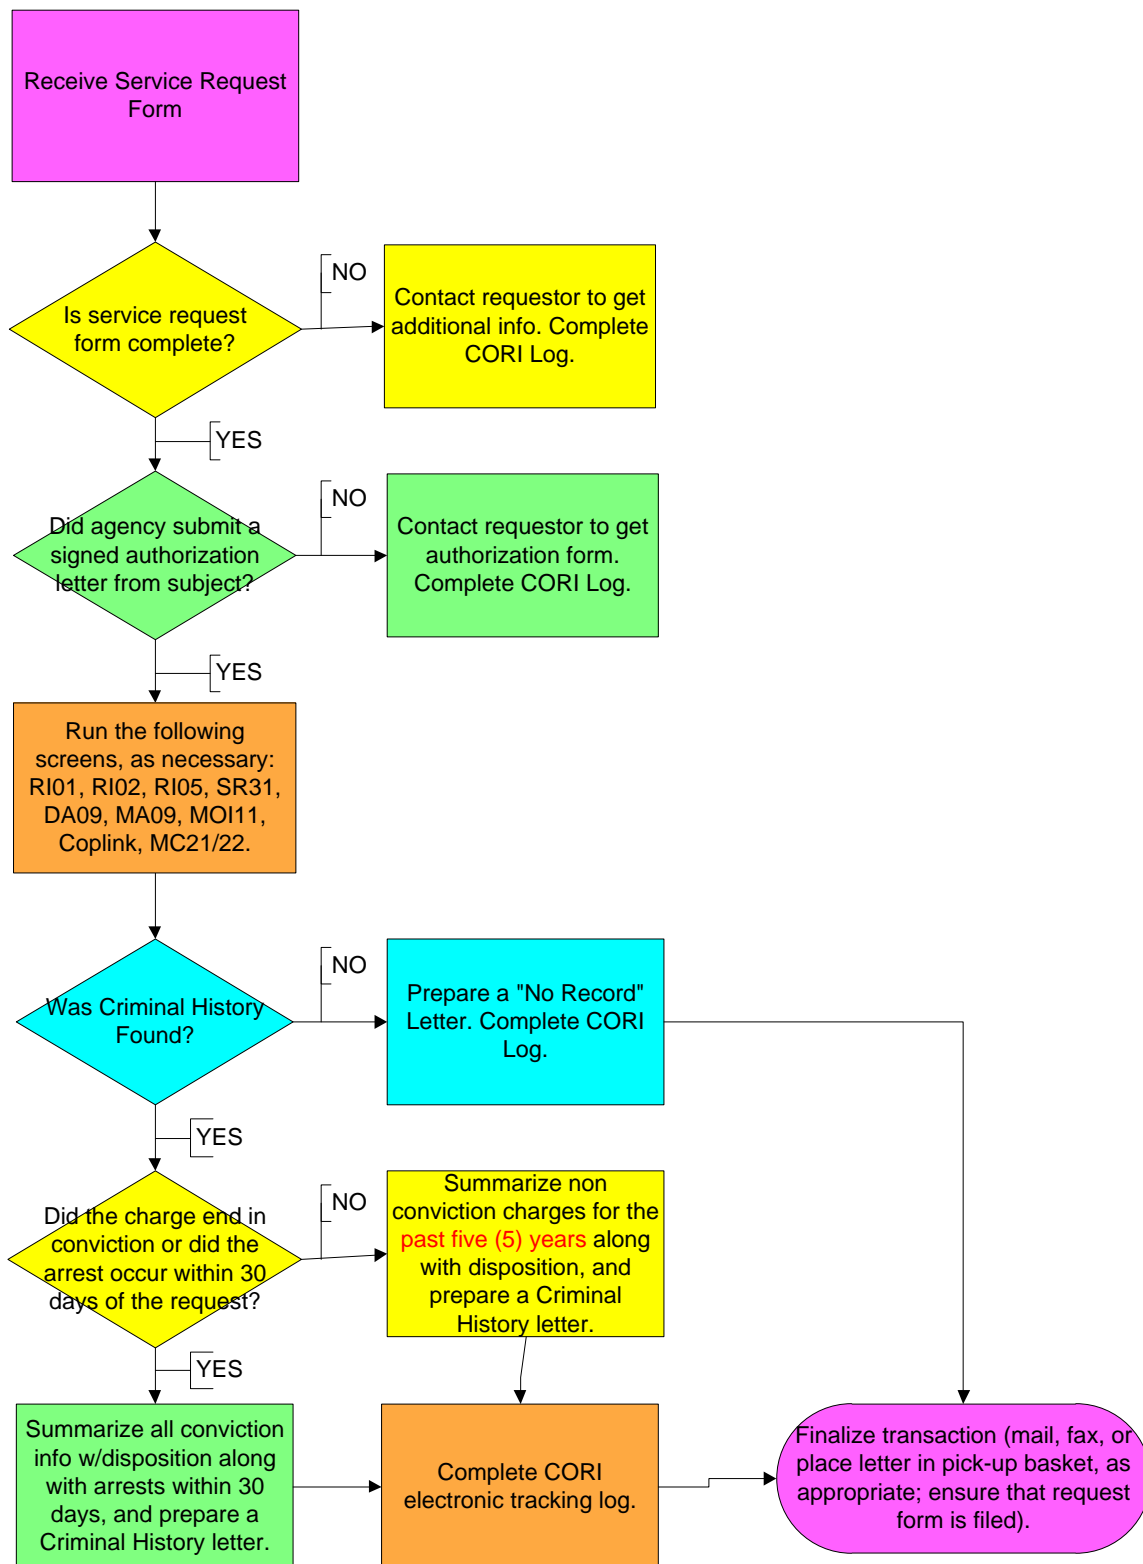 Receive Service Request
Form
Is service request
form complete?
NO
Contact requestor to get
additional info. Complete
CORI Log.
YES
Did agency submit a
signed authorization
letter from subject?
NO
Contact requestor to get
authorization form.
Complete CORI Log.
YES
Run the following
screens, as necessary:
RI01, RI02, RI05, SR31,
DA09, MA09, MOI11,
Coplink, MC21/22.
Was Criminal History
Found?
NO
Prepare a "No Record"
Letter. Complete CORI
Log.
YES
Did the charge end in
conviction or did the
arrest occur within 30
days of the request?
NO
Summarize non
conviction charges for the
past five (5) years along
with disposition, and
prepare a Criminal
History letter.
YES
Summarize all conviction
info w/disposition along
with arrests within 30
days, and prepare a
Criminal History letter.
Complete CORI
electronic tracking log.
Finalize transaction (mail, fax, or
place letter in pick-up basket, as
appropriate; ensure that request
form is filed).